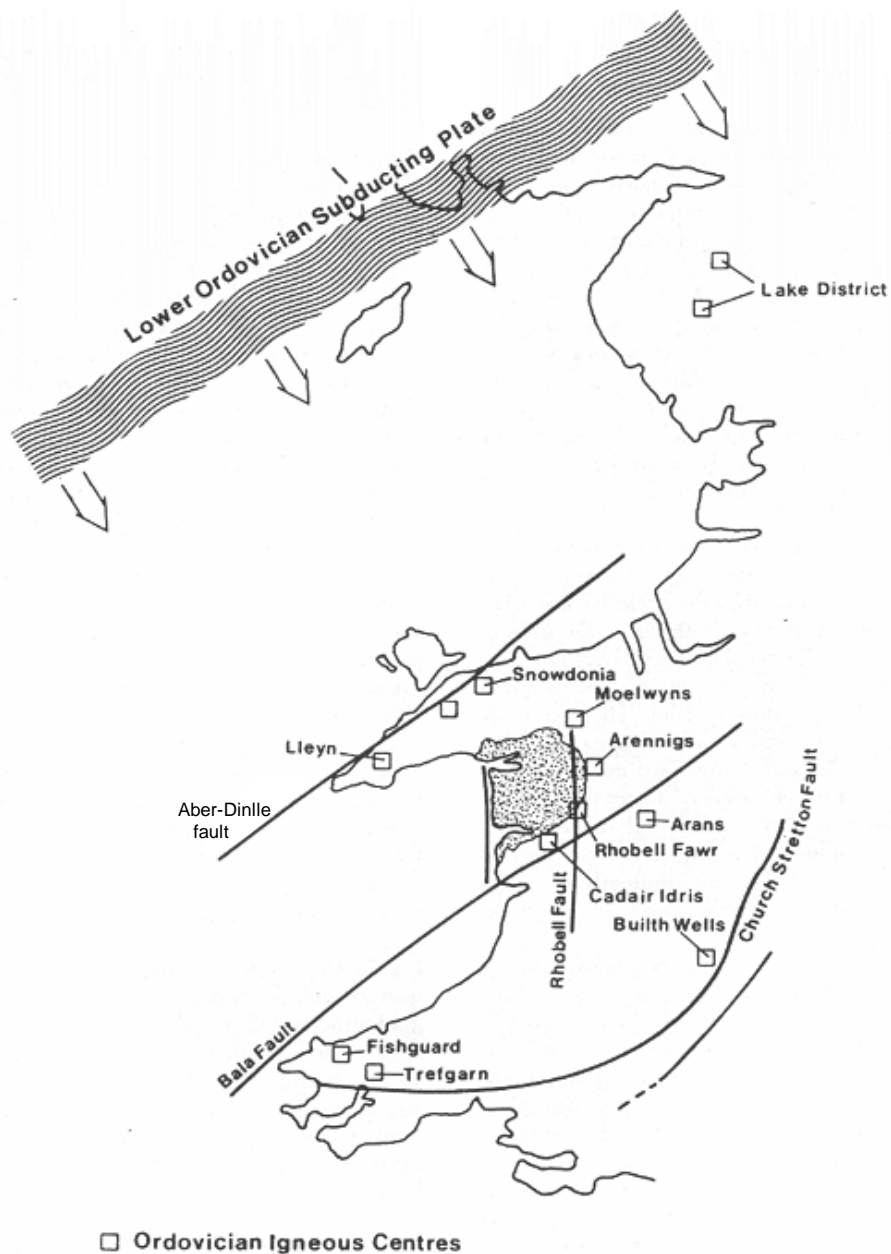 Lower Ordovician Subducting Plate
Lake District
Snowdonia
Moelwyns
Lleyn
Arennigs
Aber-Dinlle
fault
Arans
Rhobell Fawr
Cadair Idris
Church Stretton Fault
Rhobell Fault
Builth Wells
Bala Fault
Fishguard
Trefgarn
Ordovician Igneous Centres